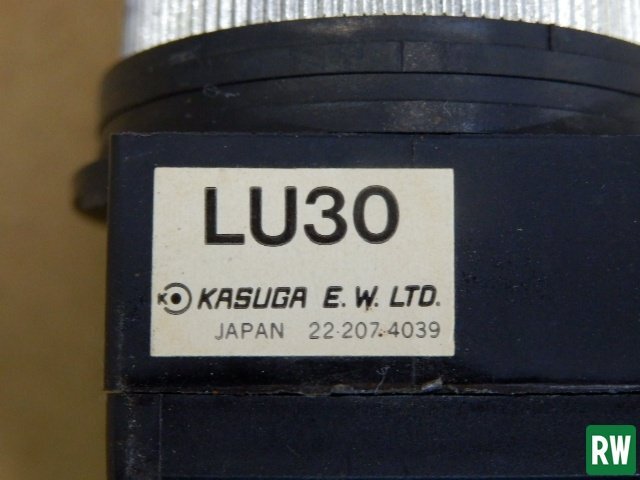 LU30
KASUGA E. W. LTD.
JAPAN 22-207-4039
RW